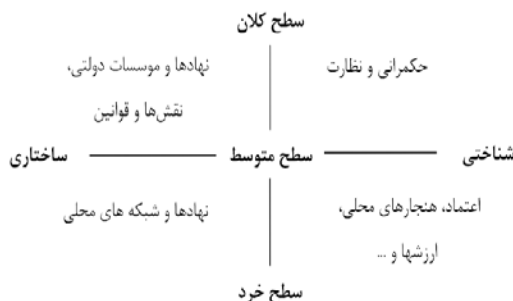 سطح کلان
حکمرانی و نظارت
نهادها و موسسات دولتی،
نقش‌ها و قوانین
شناختی
سطح متوسط
ساختاری
اعتماد، هنجارهای محلی،
ارزشها و ...
نهادها و شبکه های محلی
سطح خرد